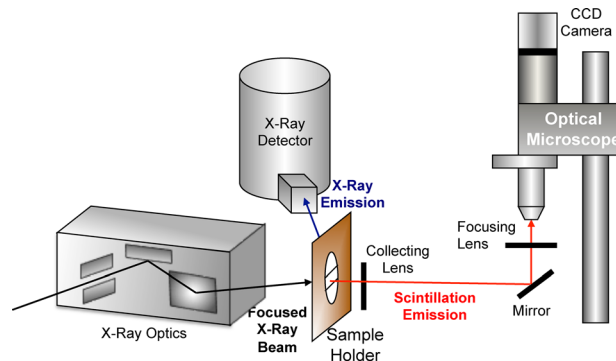 CCD
Camera
X-Ray
Detector
Optical
Microscope
X-Ray
Emission
Focusing
Lens
Collecting
Lens
Scintillation
Emission
Mirror
X-Ray Optics
Focused
X-Ray
Beam
Sample
Holder